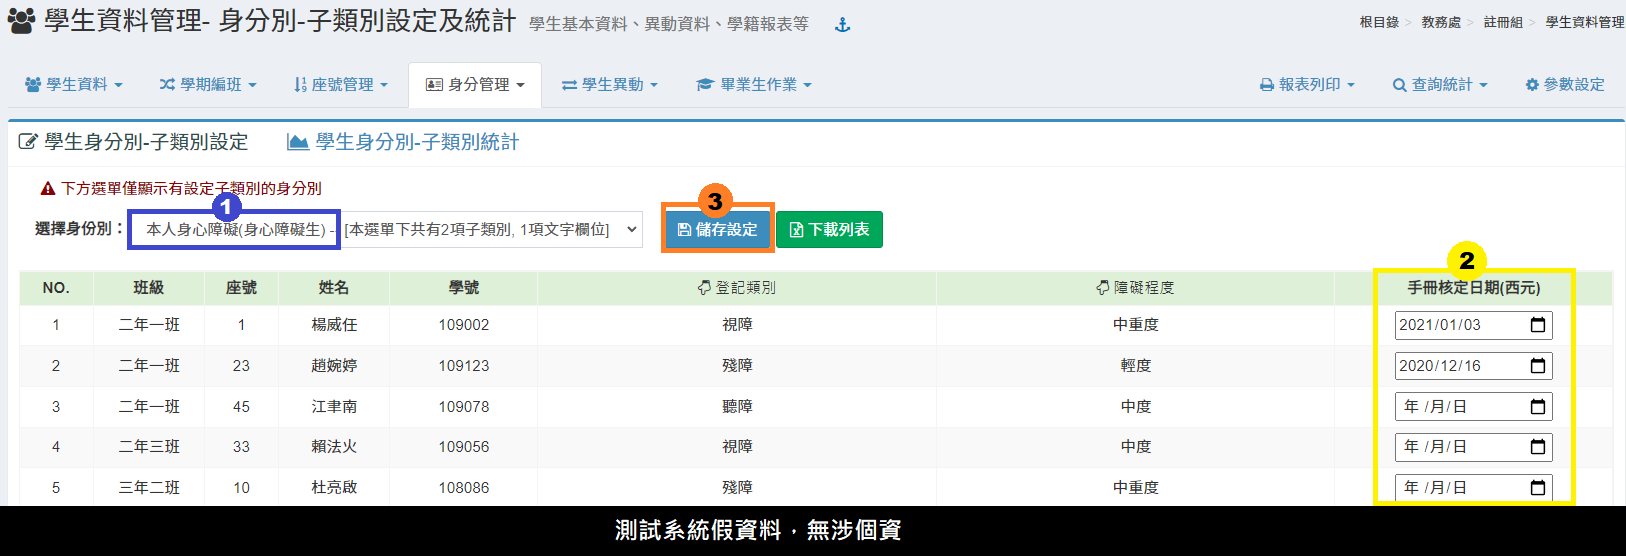 學生資料管理- 身分別-子類別設定及統計 學生基本資料、異動資料、學籍報表等
根目錄 > 教務處 > 註冊組 > 學生資料管理
學生資料 學期編班 座號管理 身分管理 學生異動 畢業生作業 報表列印 查詢統計 參數設定
學生身分別-子類別設定 學生身分別-子類別統計
下方選單僅顯示有設定子類別的身分別
1
3
選擇身份別： 本人身心障礙(身心障礙生) -- [本選單下共有2項子類別, 1項文字欄位] 儲存設定 下載列表
2
NO. 班級 座號 姓名 學號 登記類別 障礙程度 手冊核定日期(西元)
1 二年一班 1 楊威任 109002 視障 中重度 2021/01/03
2 二年一班 23 趙婉婷 109123 殘障 輕度 2020/12/16
3 二年一班 45 江聿南 109078 聽障 中度 年 /月/日
4 二年三班 33 賴法火 109056 視障 中度 年 /月/日
5 三年二班 10 杜亮啟 108086 殘障 中重度 年 /月/日
測試系統假資料，無涉個資